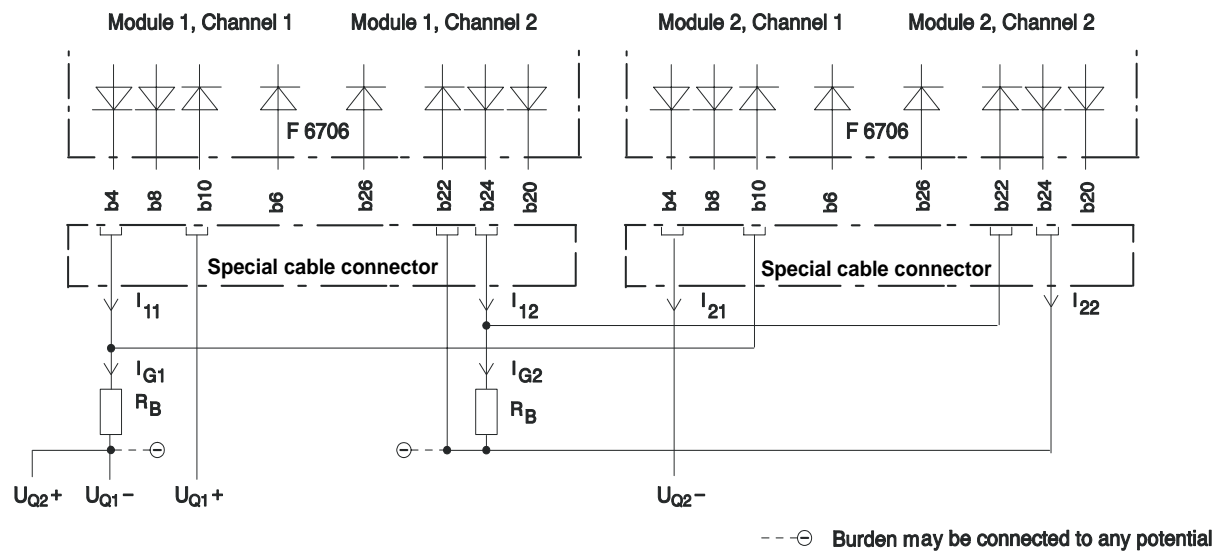 Module 1, Channel 1 Module 1, Channel 2 Module 2, Channel 1 Module 2, Channel 2
F 6706 F 6706
b4 b8 b10 b6 b26 b22 b24 b20 b4 b8 b10 b6 b26 b22 b24 b20
Special cable connector Special cable connector
I11 I12 I21 I22
IG1 IG2
RB RB
UQ2+ UQ1− UQ1+ UQ2−
Burden may be connected to any potential